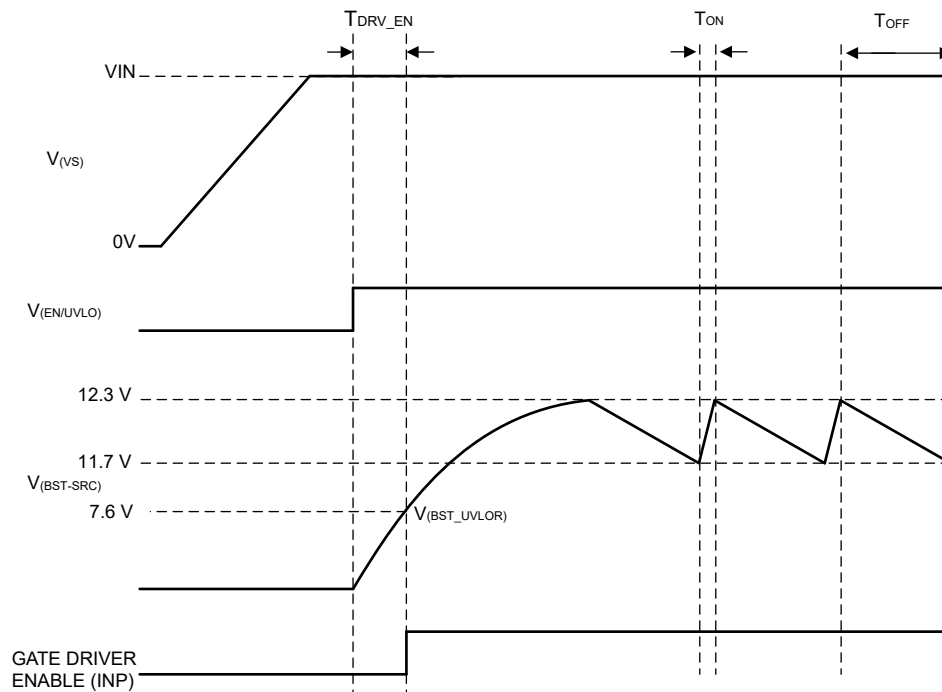 TDRV_EN
TON
TOFF
VIN
V(VS)
0V
V(EN/UVLO)
12.3 V
11.7 V
V(BST-SRC)
7.6 V
V(BST_UVLOR)
GATE DRIVER
ENABLE (INP)